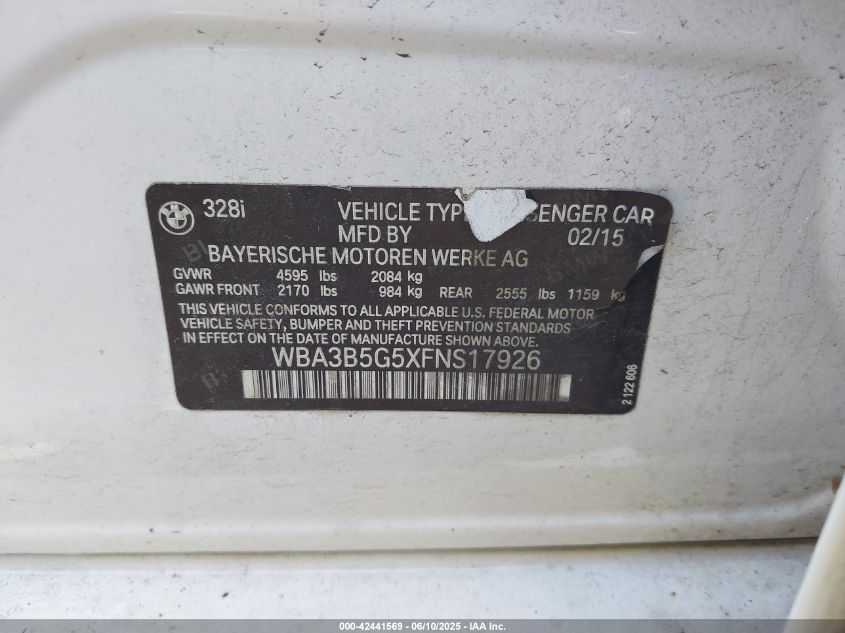 328i VEHICLE TYPE SENGER CAR
MFD BY 02/15
BAYERISCHE MOTOREN WERKE AG
GVWR 4595 lbs 2084 kg
GAWR FRONT 2170 lbs 984 kg REAR 2555 lbs 1159 kg
THIS VEHICLE CONFORMS TO ALL APPLICABLE U.S. FEDERAL MOTOR
VEHICLE SAFETY, BUMPER AND THEFT PREVENTION STANDARDS
IN EFFECT ON THE DATE OF MANUFACTURE SHOWN ABOVE.
WBA3B5G5XFNS17926
2 122 606
000-42441569 - 06/10/2025 - IAA Inc.